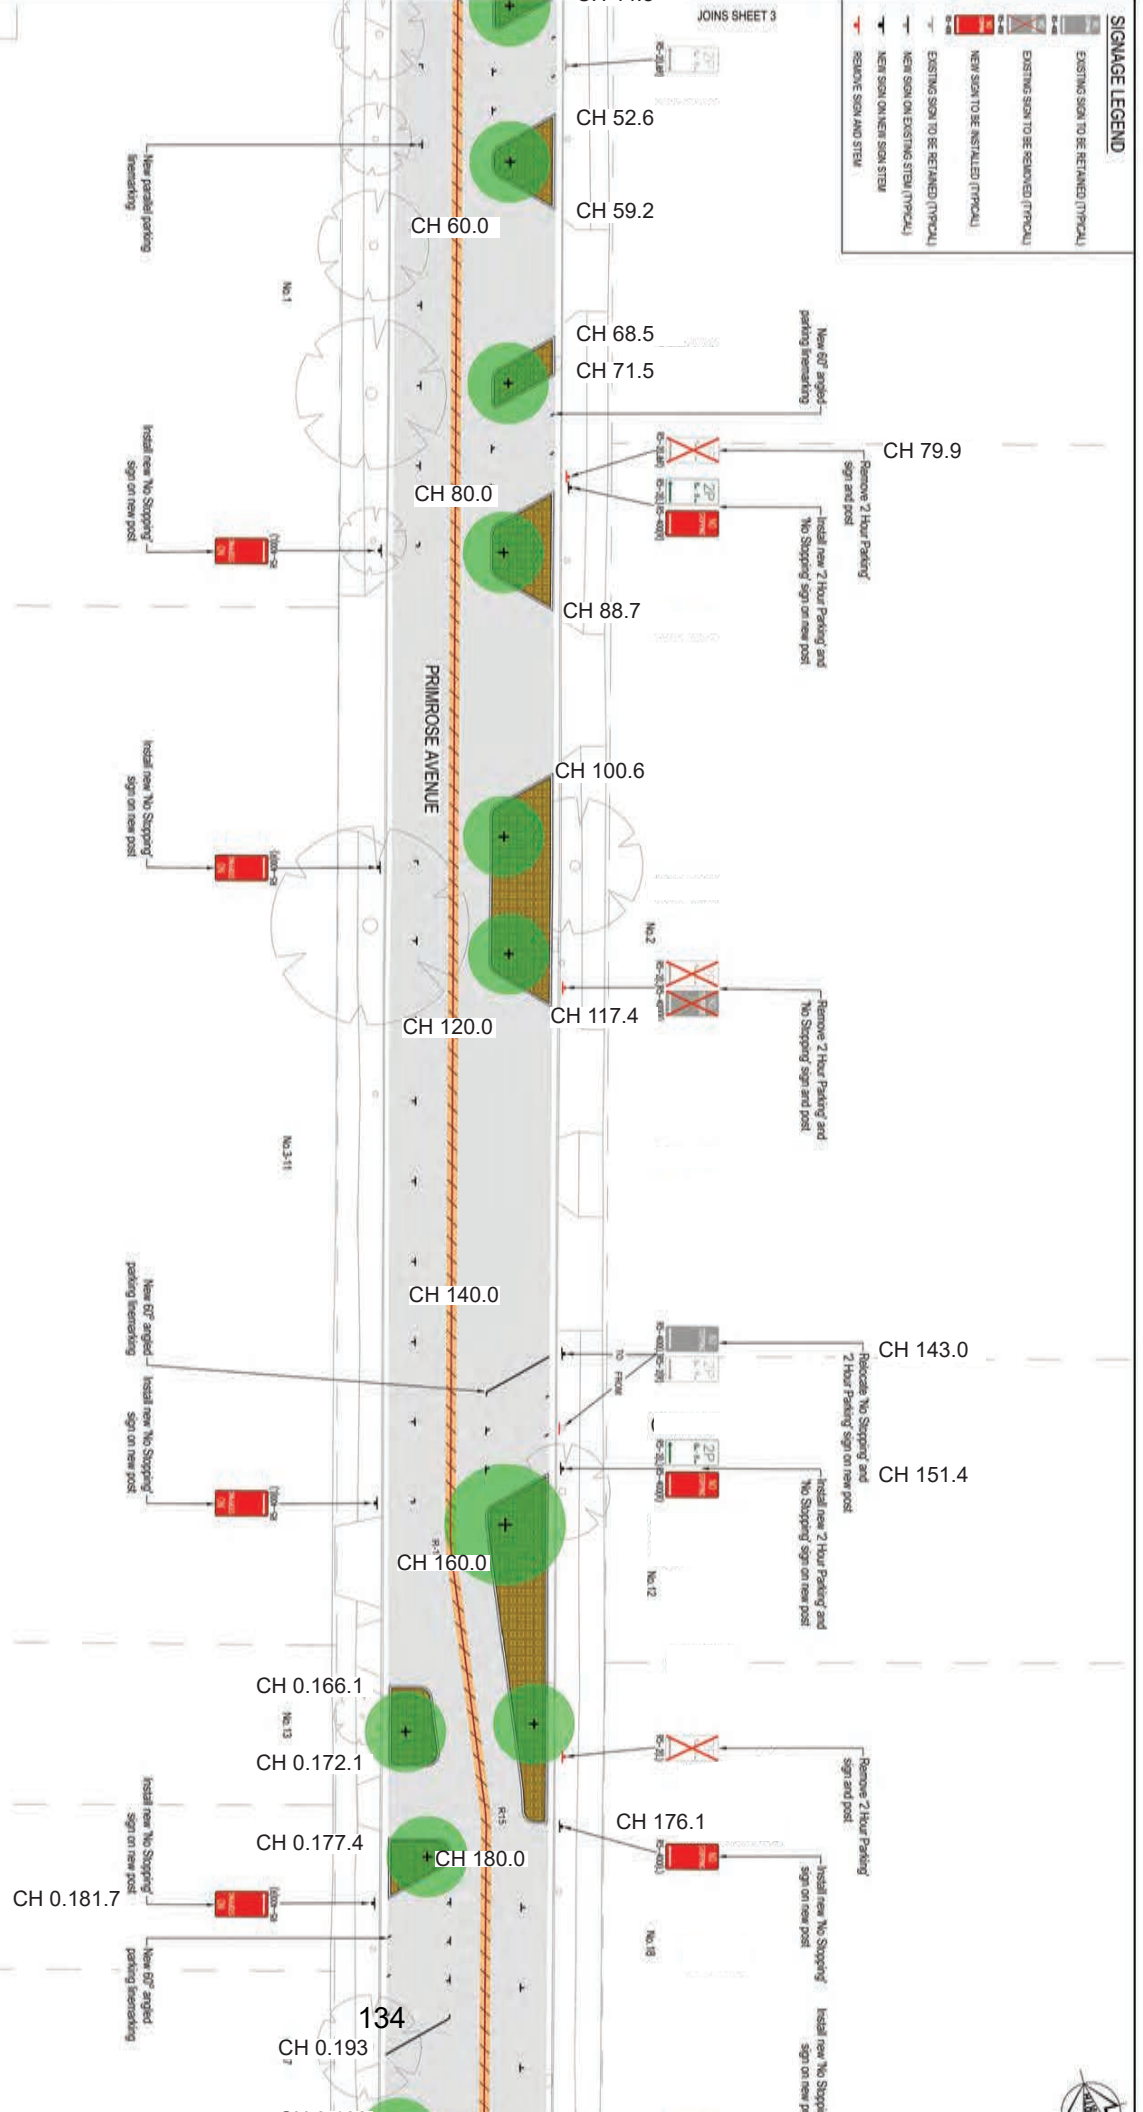 JOINS SHEET 3
SIGNAGE LEGEND
EXISTING SIGN TO BE RETAINED (TYPICAL)
EXISTING SIGN TO BE REMOVED (TYPICAL)
NEW SIGN TO BE INSTALLED (TYPICAL)
EXISTING SIGN TO BE RETAINED (TYPICAL)
NEW SIGN ON EXISTING STEM (TYPICAL)
NEW SIGN ON NEW SIGN STEM
REMOVE SIGN AND STEM
2P
CH 52.6
New parallel parking
linemarking
CH 59.2
CH 60.0
No.1
CH 68.5
New 60° angled
parking linemarking
CH 71.5
CH 79.9
Remove '2 Hour Parking'
sign and post
Install new 'No Stopping'
sign on new post
CH 80.0
2P
Install new '2 Hour Parking' and
'No Stopping' sign on new post
CH 88.7
PRIMROSE AVENUE
CH 100.6
Install new 'No Stopping'
sign on new post
No.2
Remove '2 Hour Parking' and
'No Stopping' sign and post
CH 117.4
CH 120.0
No.3-11
CH 140.0
New 60° angled
parking linemarking
TO FROM
2P
CH 143.0
Relocate 'No Stopping' and
'2 Hour Parking' sign on new post
Install new 'No Stopping'
sign on new post
2P
CH 151.4
Install new '2 Hour Parking' and
'No Stopping' sign on new post
CH 160.0
No.12
CH 0.166.1
No.13
CH 0.172.1
Remove '2 Hour Parking'
sign and post
R15
CH 176.1
Install new 'No Stopping'
sign on new post
CH 0.177.4
CH 180.0
CH 0.181.7
Install new 'No Stopping'
sign on new post
No.18
New 60° angled
parking linemarking
134
CH 0.193